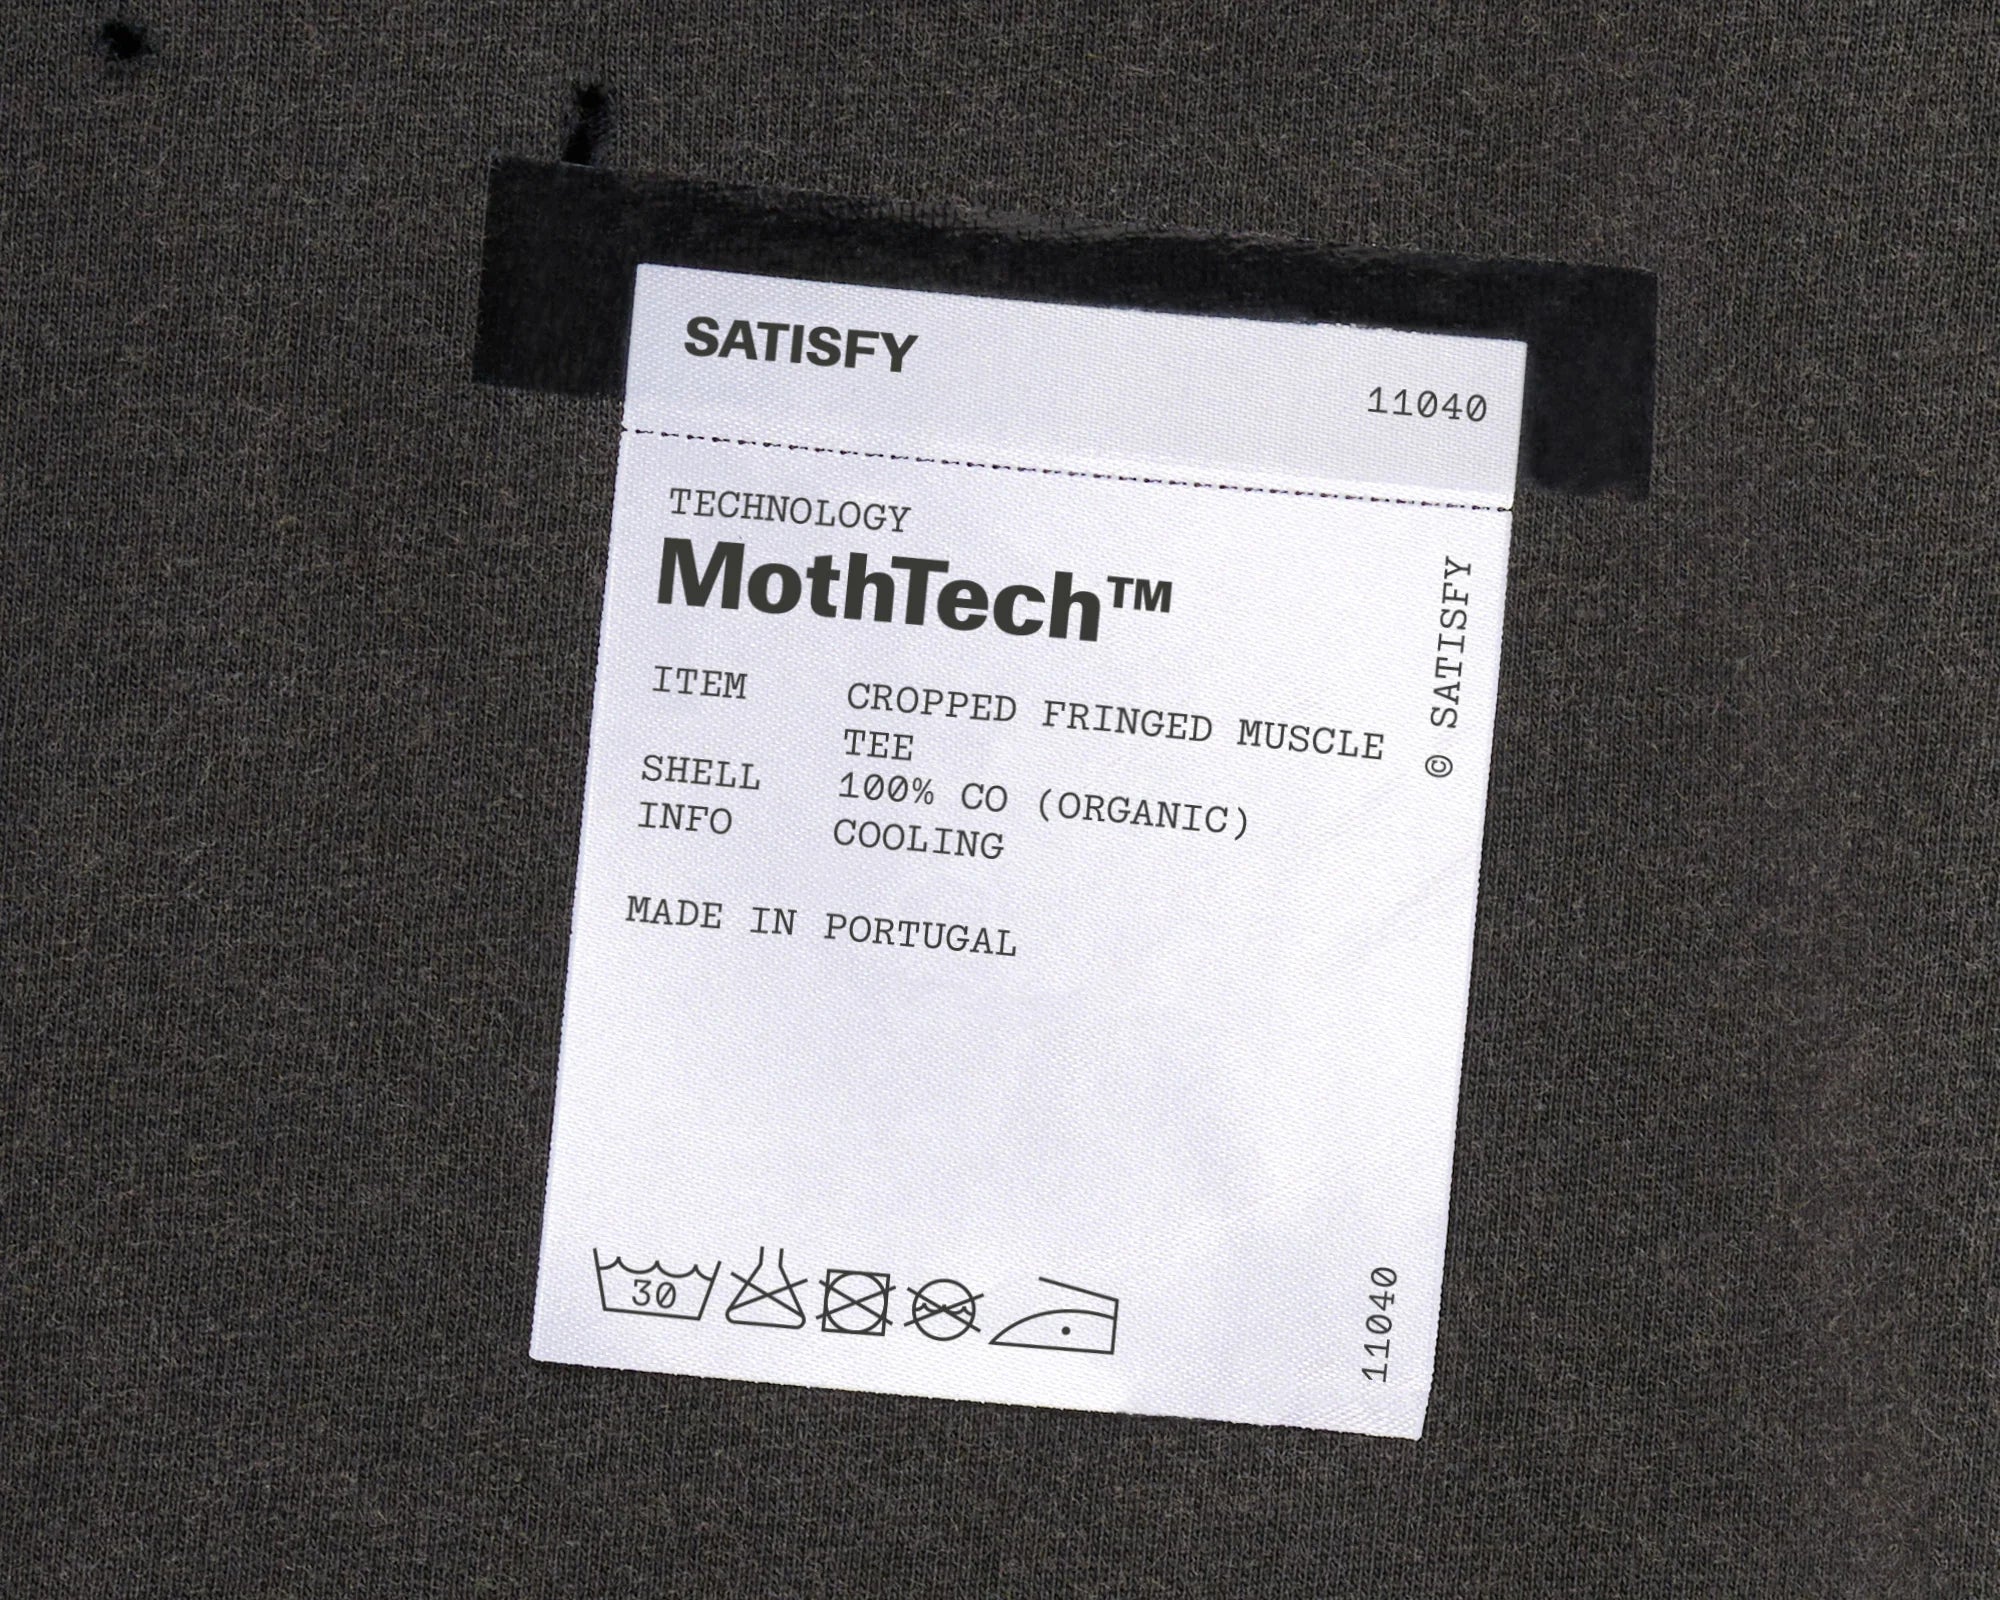 SATISFY
11040
TECHNOLOGY
MothTech™
ITEM CROPPED FRINGED MUSCLE
TEE
SHELL 100% CO (ORGANIC)
INFO COOLING
MADE IN PORTUGAL
© SATISFY
30
11040